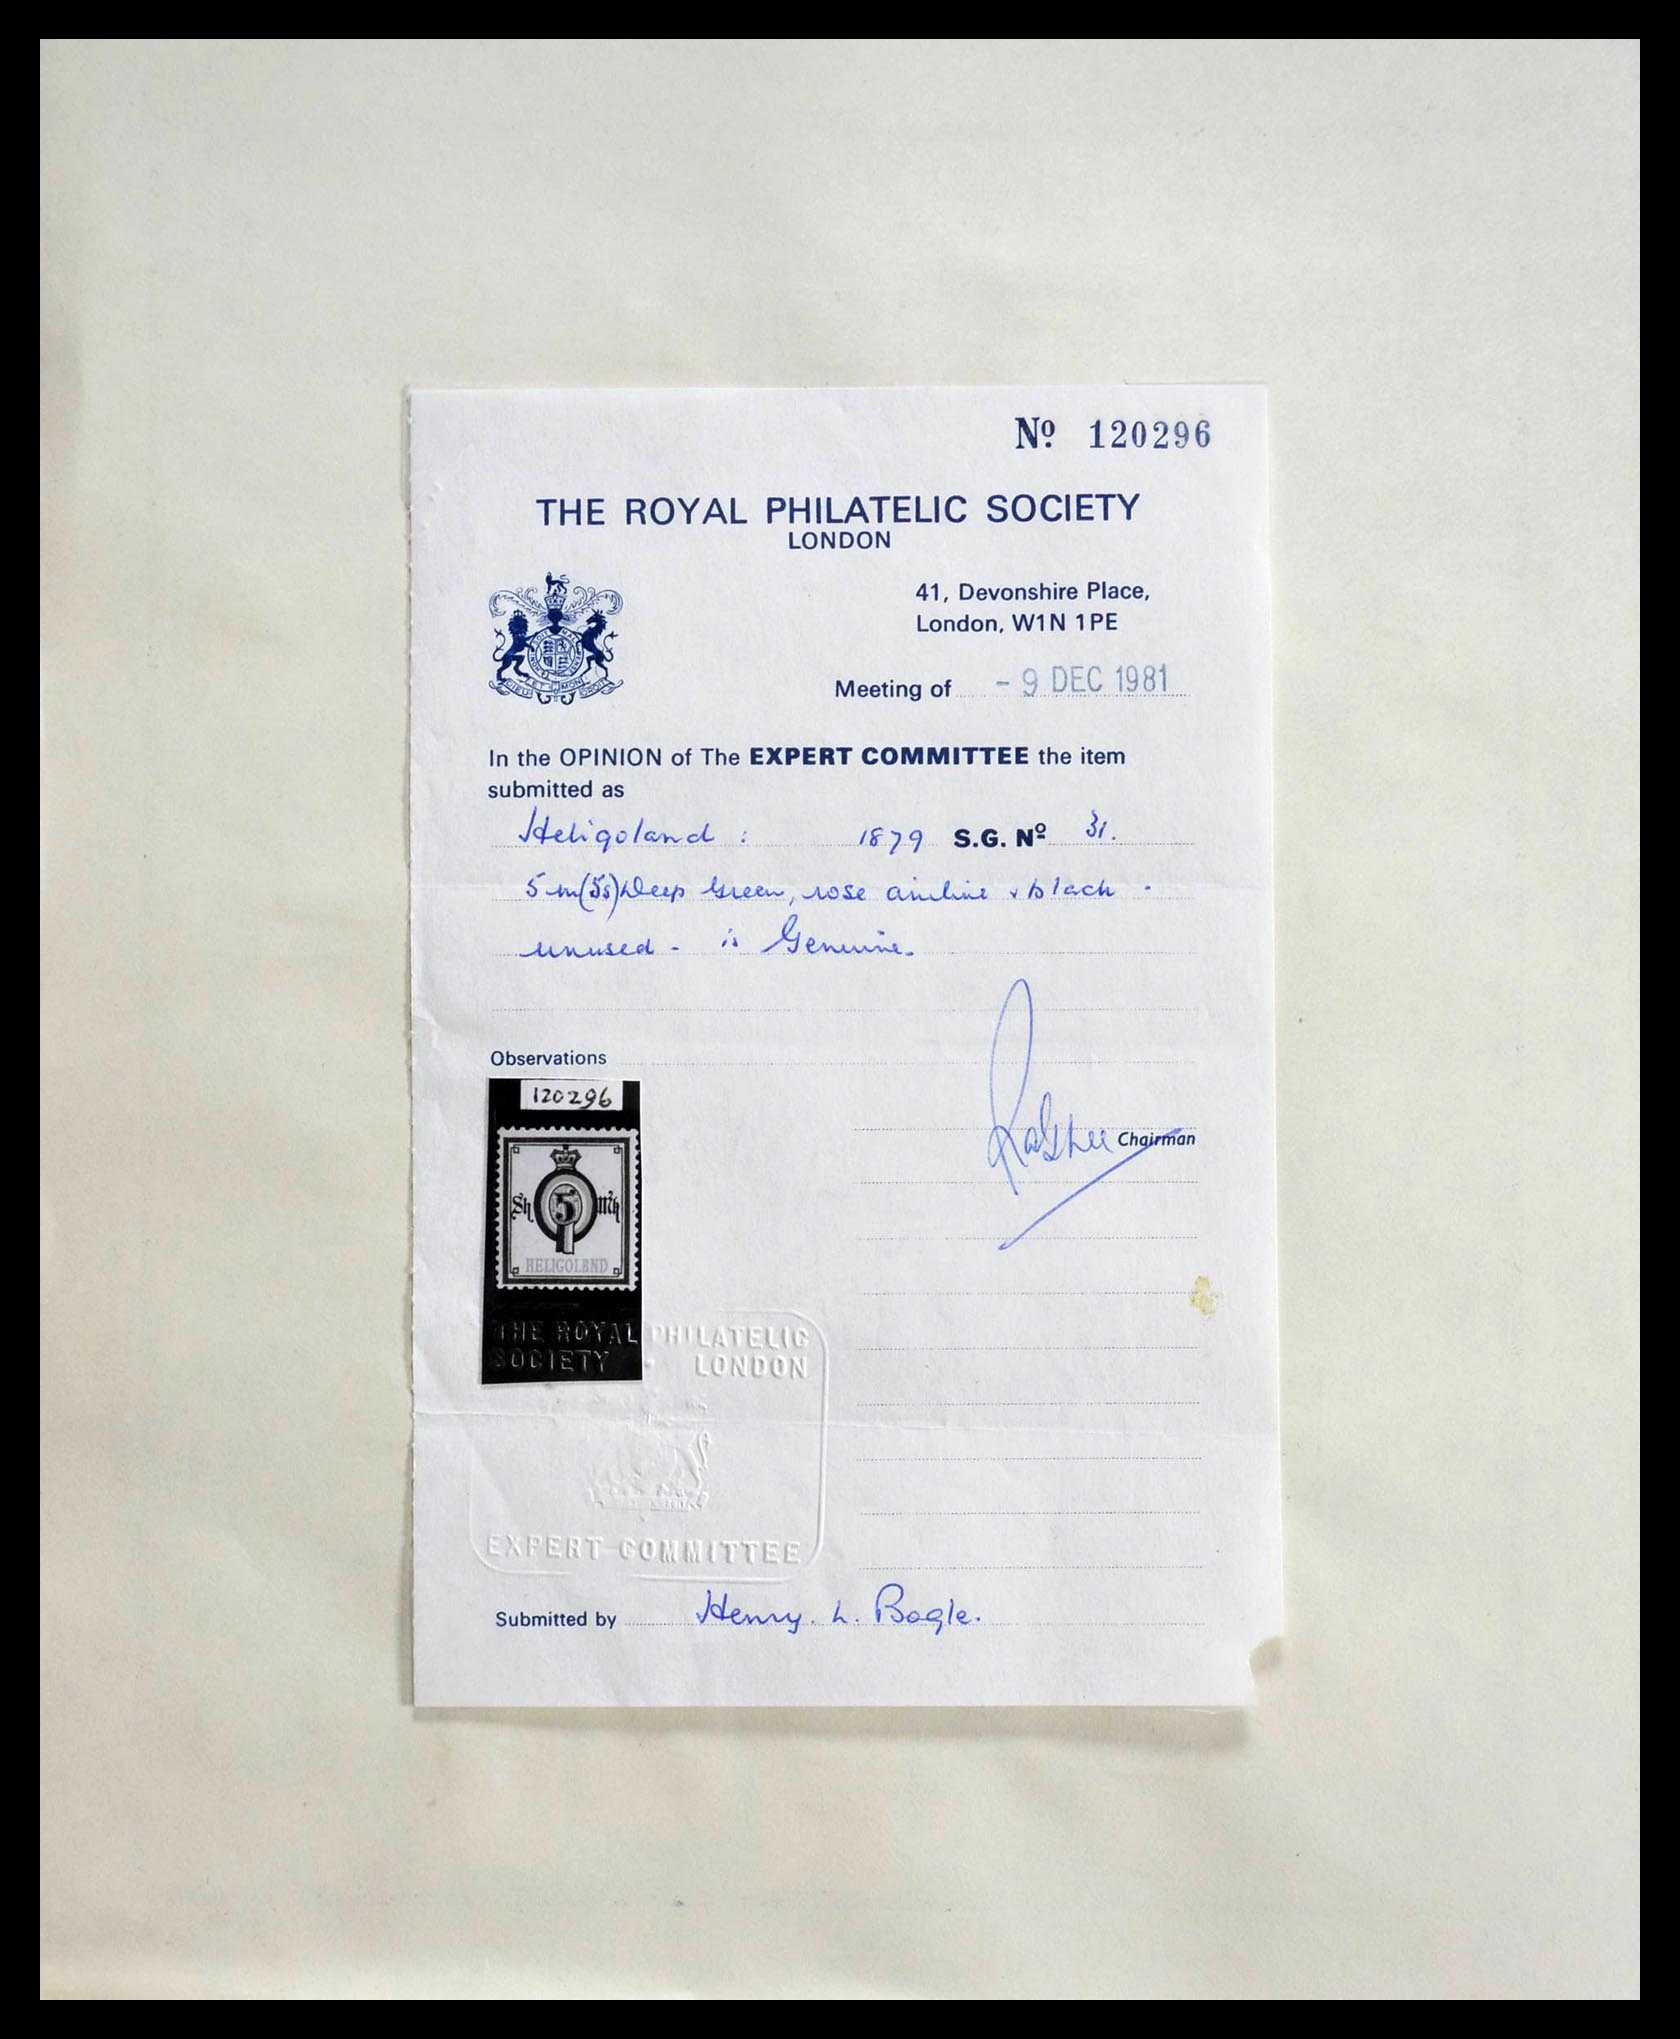 Nº 120296
THE ROYAL PHILATELIC SOCIETY
LONDON
41, Devonshire Place,
London, W1N 1PE
Meeting of - 9 DEC 1981
In the OPINION of The EXPERT COMMITTEE the item
submitted as
Heligoland : 1879 S.G. Nº 31.
5m(5s) Deep Green, rose aniline & black -
unused - is Genuine.
Observations
120296
Chairman
Sh 5 Mk
HELIGOLAND
THE ROYAL PHILATELIC
SOCIETY LONDON
EXPERT COMMITTEE
Submitted by Henry. L. Bogle.